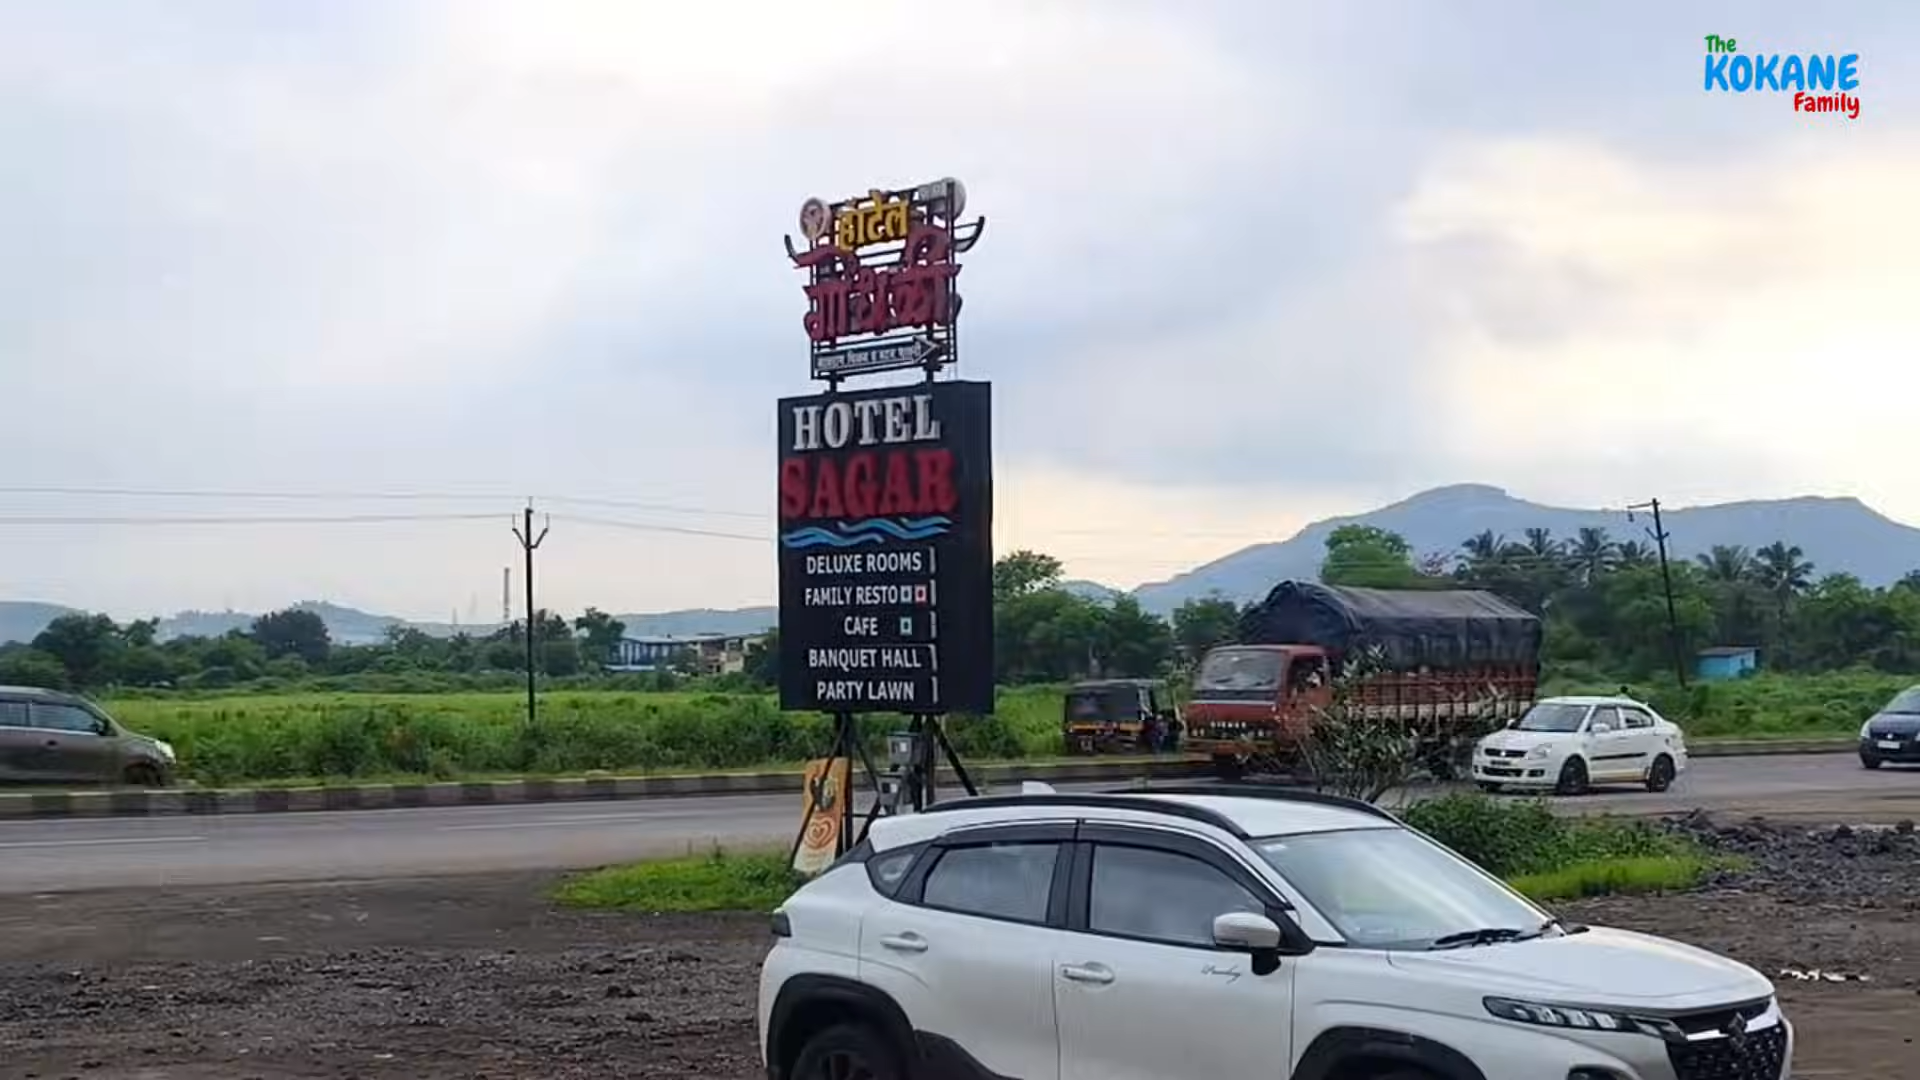 The
KOKANE
Family
हॉटेल
HOTEL
SAGAR
DELUXE ROOMS
FAMILY RESTO
CAFE
BANQUET HALL
PARTY LAWN